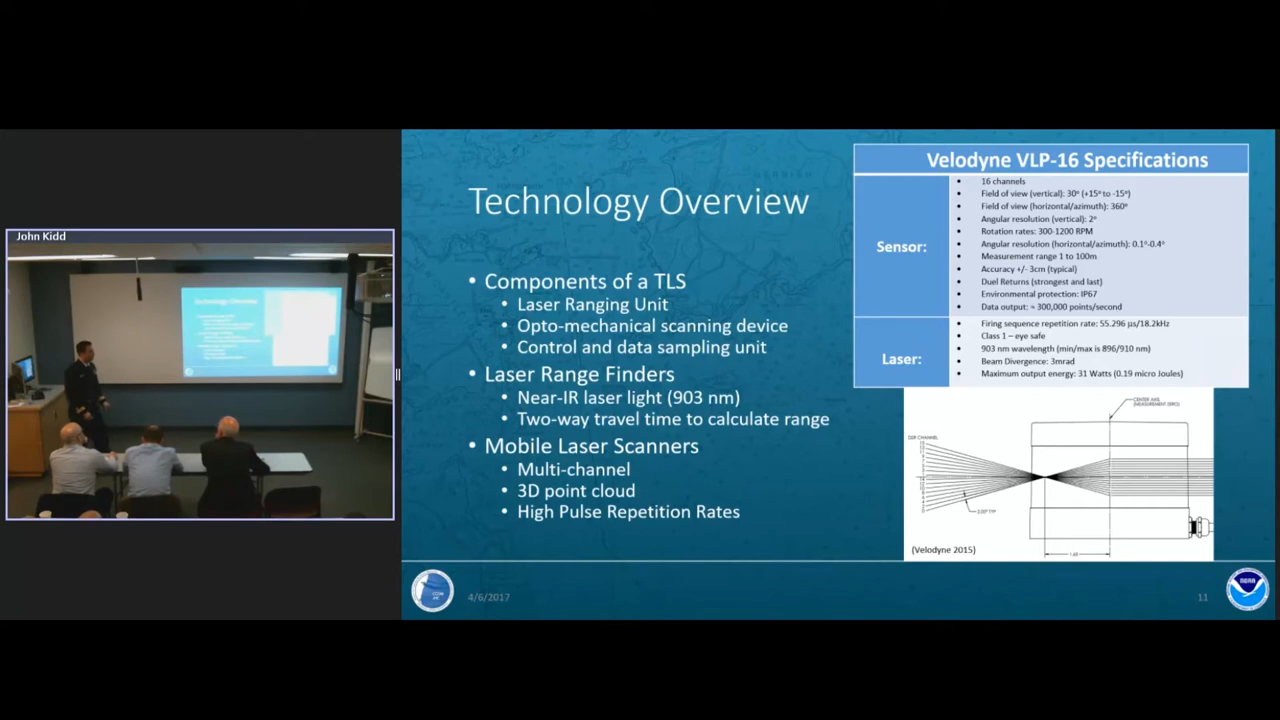 John Kidd
Technology Overview
• Components of a TLS
• Laser Ranging Unit
• Opto-mechanical scanning device
• Control and data sampling unit
• Laser Range Finders
• Near-IR laser light (903 nm)
• Two-way travel time to calculate range
• Mobile Laser Scanners
• Multi-channel
• 3D point cloud
• High Pulse Repetition Rates
Velodyne VLP-16 Specifications
Sensor:
• 16 channels
• Field of view (vertical): 30° (+15° to -15°)
• Field of view (horizontal/azimuth): 360°
• Angular resolution (vertical): 2°
• Rotation rates: 300-1200 RPM
• Angular resolution (horizontal/azimuth): 0.1°-0.4°
• Measurement range 1 to 100m
• Accuracy +/- 3cm (typical)
• Duel Returns (strongest and last)
• Environmental protection: IP67
• Data output: ≈ 300,000 points/second
Laser:
• Firing sequence repetition rate: 55.296 µs/18.2kHz
• Class 1 – eye safe
• 903 nm wavelength (min/max is 896/910 nm)
• Beam Divergence: 3mrad
• Maximum output energy: 31 Watts (0.19 micro Joules)
CENTER AXIS
(Velodyne 2015)
4/6/2017
11
NOAA